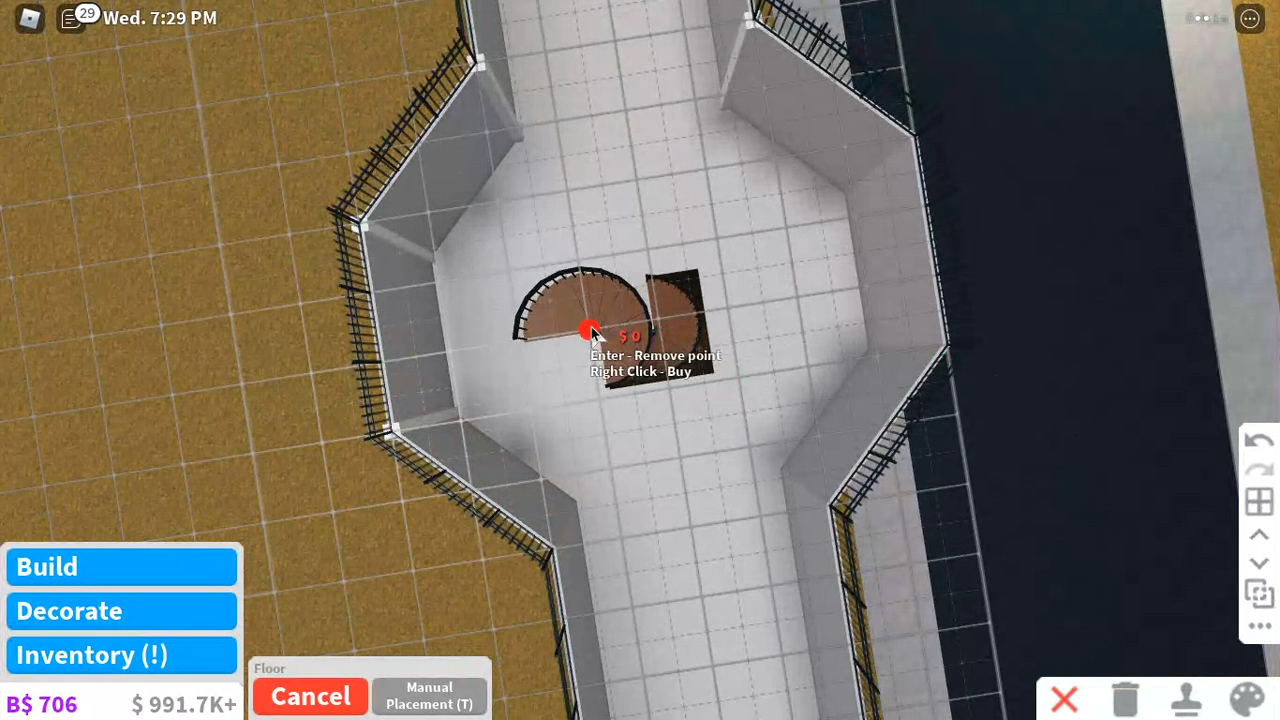 29
Wed. 7:29 PM
$ 0
Enter - Remove point
Right Click - Buy
Build
Decorate
Inventory (!)
B$ 706
$ 991.7K+
Floor
Cancel
Manual
Placement (T)